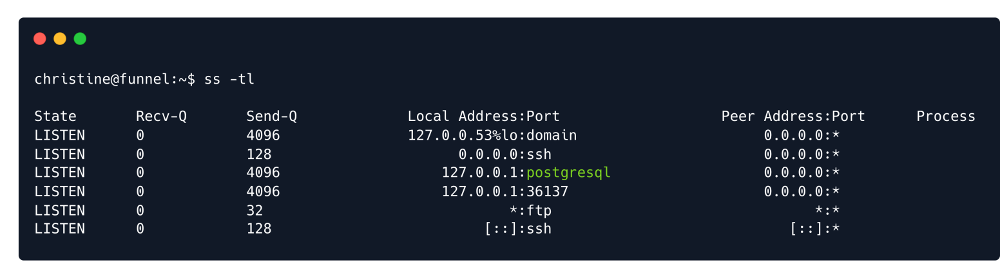 christine@funnel:~$ ss -tl
State Recv-Q Send-Q Local Address:Port Peer Address:Port Process
LISTEN 0 4096 127.0.0.53%lo:domain 0.0.0.0:*
LISTEN 0 128 0.0.0.0:ssh 0.0.0.0:*
LISTEN 0 4096 127.0.0.1:postgresql 0.0.0.0:*
LISTEN 0 4096 127.0.0.1:36137 0.0.0.0:*
LISTEN 0 32 *:ftp *:*
LISTEN 0 128 [::]:ssh [::]:*